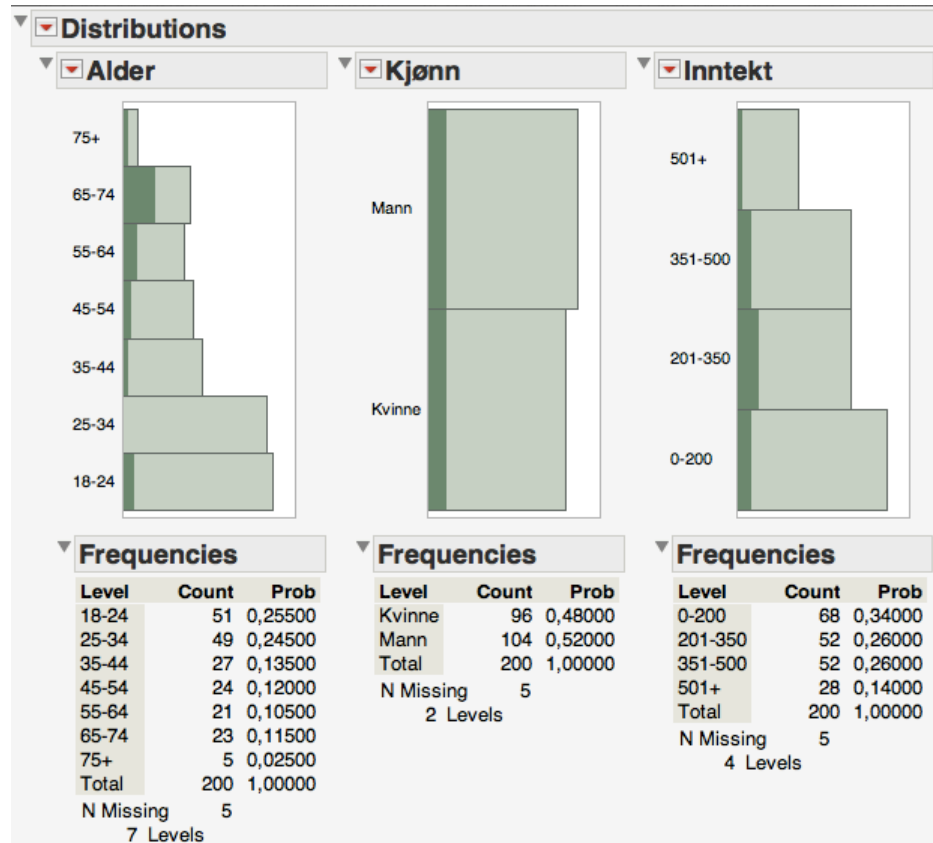 Distributions
Alder
75+
65-74
55-64
45-54
35-44
25-34
18-24
Frequencies
Level Count Prob
18-24 51 0,25500
25-34 49 0,24500
35-44 27 0,13500
45-54 24 0,12000
55-64 21 0,10500
65-74 23 0,11500
75+ 5 0,02500
Total 200 1,00000
N Missing 5
7 Levels
Kjønn
Mann
Kvinne
Frequencies
Level Count Prob
Kvinne 96 0,48000
Mann 104 0,52000
Total 200 1,00000
N Missing 5
2 Levels
Inntekt
501+
351-500
201-350
0-200
Frequencies
Level Count Prob
0-200 68 0,34000
201-350 52 0,26000
351-500 52 0,26000
501+ 28 0,14000
Total 200 1,00000
N Missing 5
4 Levels